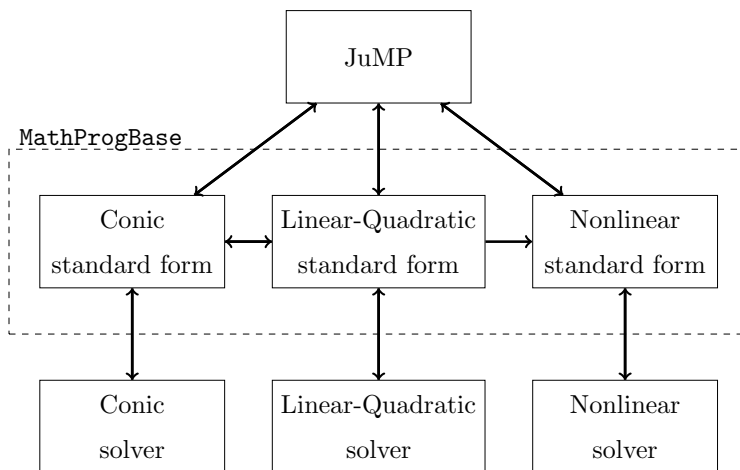 JuMP
MathProgBase
Conic
standard form
Linear-Quadratic
standard form
Nonlinear
standard form
Conic
solver
Linear-Quadratic
solver
Nonlinear
solver